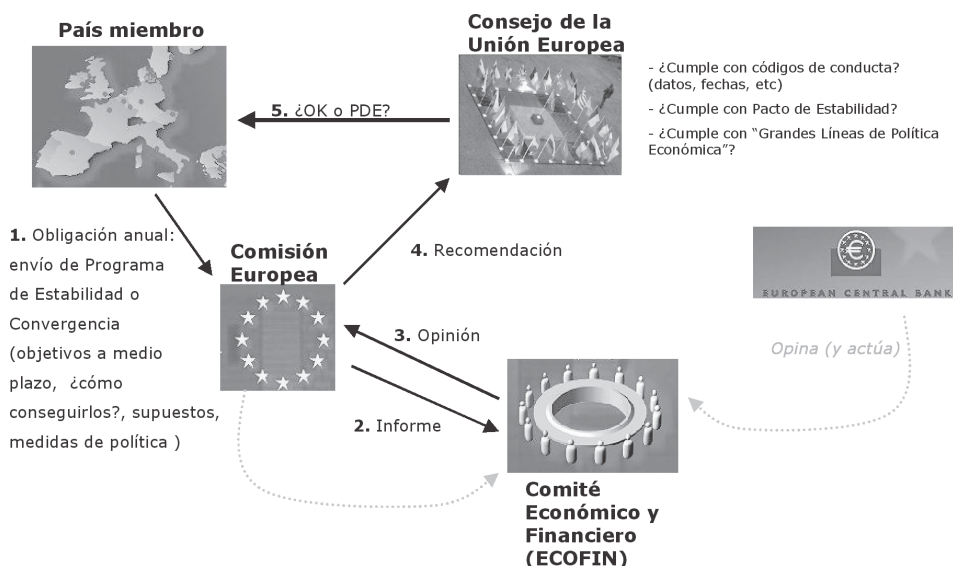 País miembro
Consejo de la
Unión Europea
- ¿Cumple con códigos de conducta?
(datos, fechas, etc)
- ¿Cumple con Pacto de Estabilidad?
- ¿Cumple con “Grandes Líneas de Política
Económica”?
5. ¿OK o PDE?
1. Obligación anual:
envío de Programa
de Estabilidad o
Convergencia
(objetivos a medio
plazo, ¿cómo
conseguirlos?, supuestos,
medidas de política )
Comisión
Europea
4. Recomendación
EUROPEAN CENTRAL BANK
3. Opinión
Opina (y actúa)
2. Informe
Comité
Económico y
Financiero
(ECOFIN)